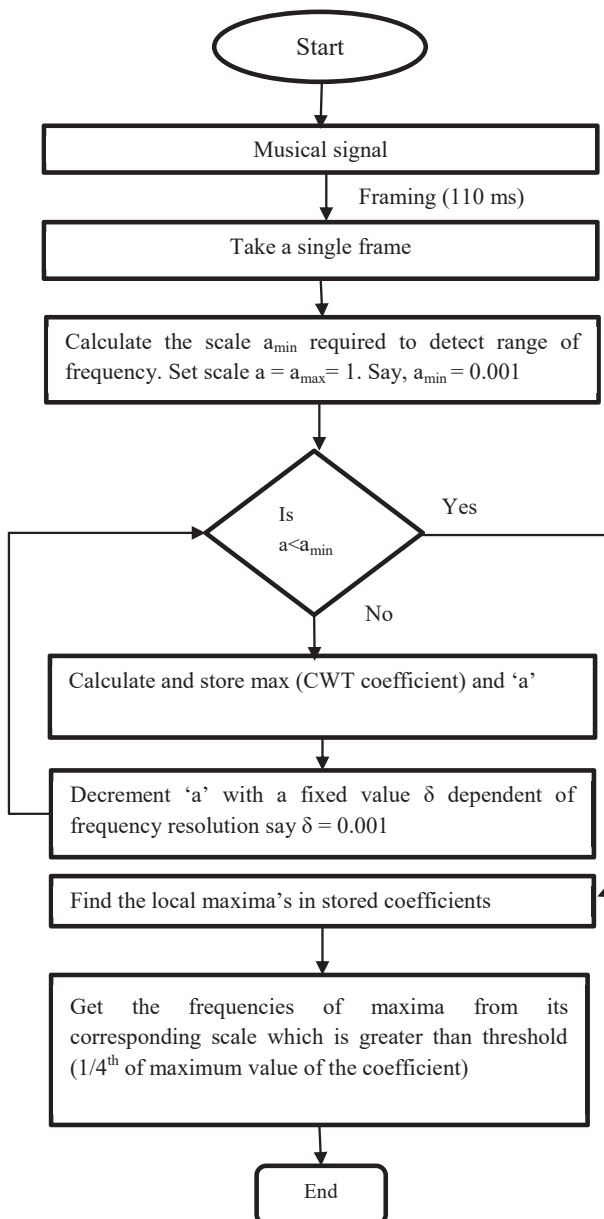 Start
Musical signal
Framing (110 ms)
Take a single frame
Calculate the scale aₘᵢₙ required to detect range of
frequency. Set scale a = aₘₐₓ= 1. Say, aₘᵢₙ = 0.001
Is
a<aₘᵢₙ
Yes
No
Calculate and store max (CWT coefficient) and ‘a’
Decrement ‘a’ with a fixed value δ dependent of
frequency resolution say δ = 0.001
Find the local maxima’s in stored coefficients
Get the frequencies of maxima from its
corresponding scale which is greater than threshold
(1/4ᵗʰ of maximum value of the coefficient)
End